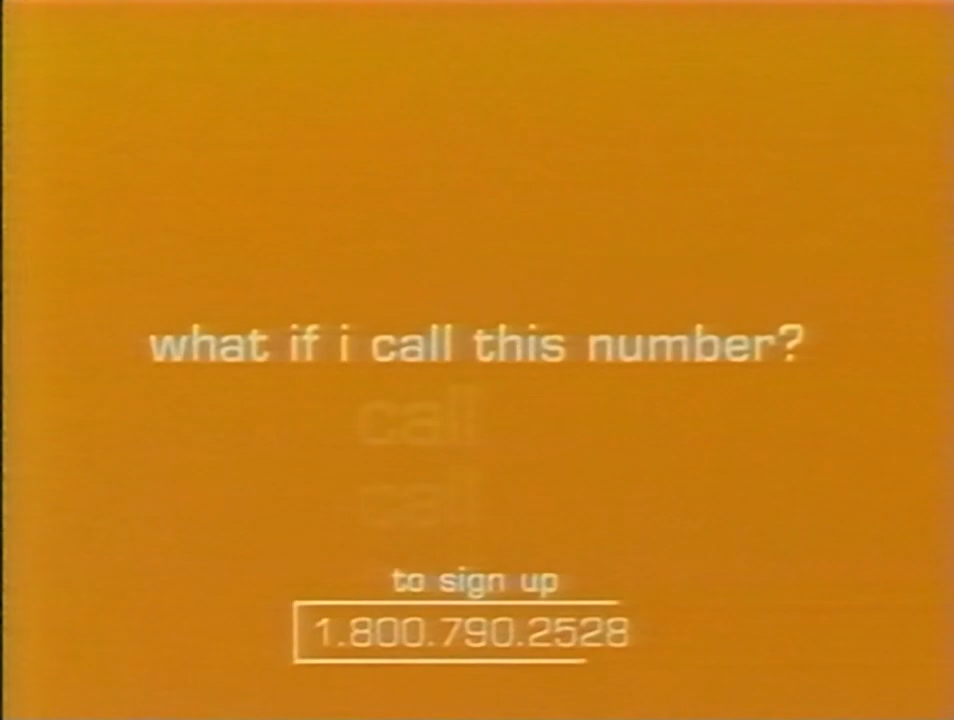 what if i call this number?
call
call
to sign up
1.800.790.2528